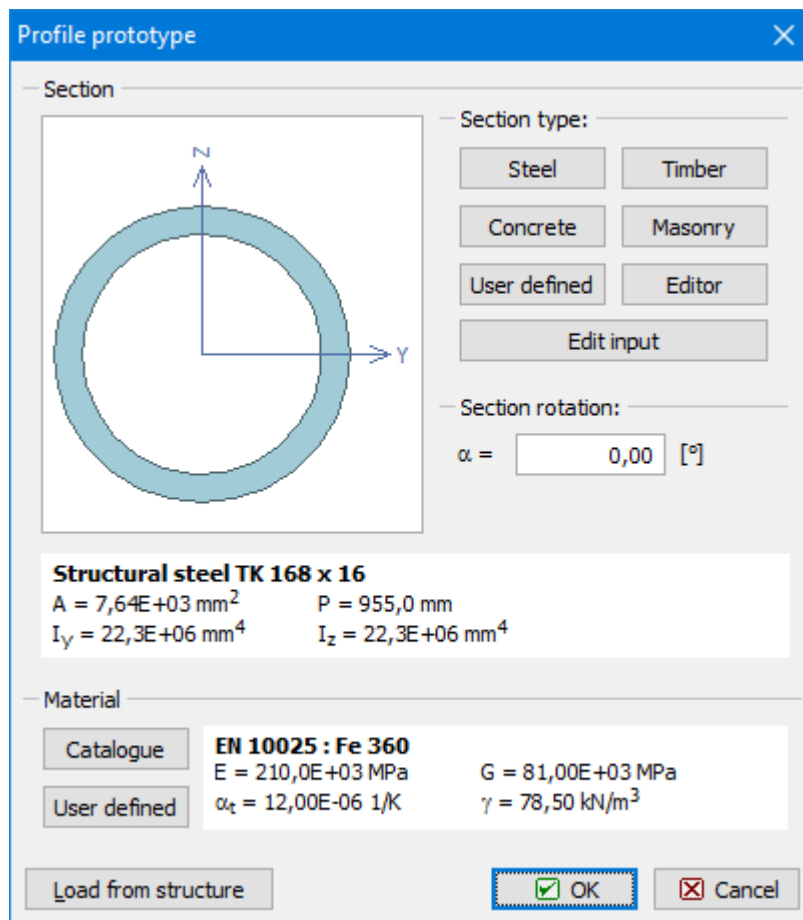 Profile prototype
Section
Z
Y
Section type:
Steel
Timber
Concrete
Masonry
User defined
Editor
Edit input
Section rotation:
α = 0,00 [°]
Structural steel TK 168 x 16
A = 7,64E+03 mm² P = 955,0 mm
Iy = 22,3E+06 mm⁴ Iz = 22,3E+06 mm⁴
Material
Catalogue
User defined
EN 10025 : Fe 360
E = 210,0E+03 MPa G = 81,00E+03 MPa
αt = 12,00E-06 1/K γ = 78,50 kN/m³
Load from structure
OK
Cancel